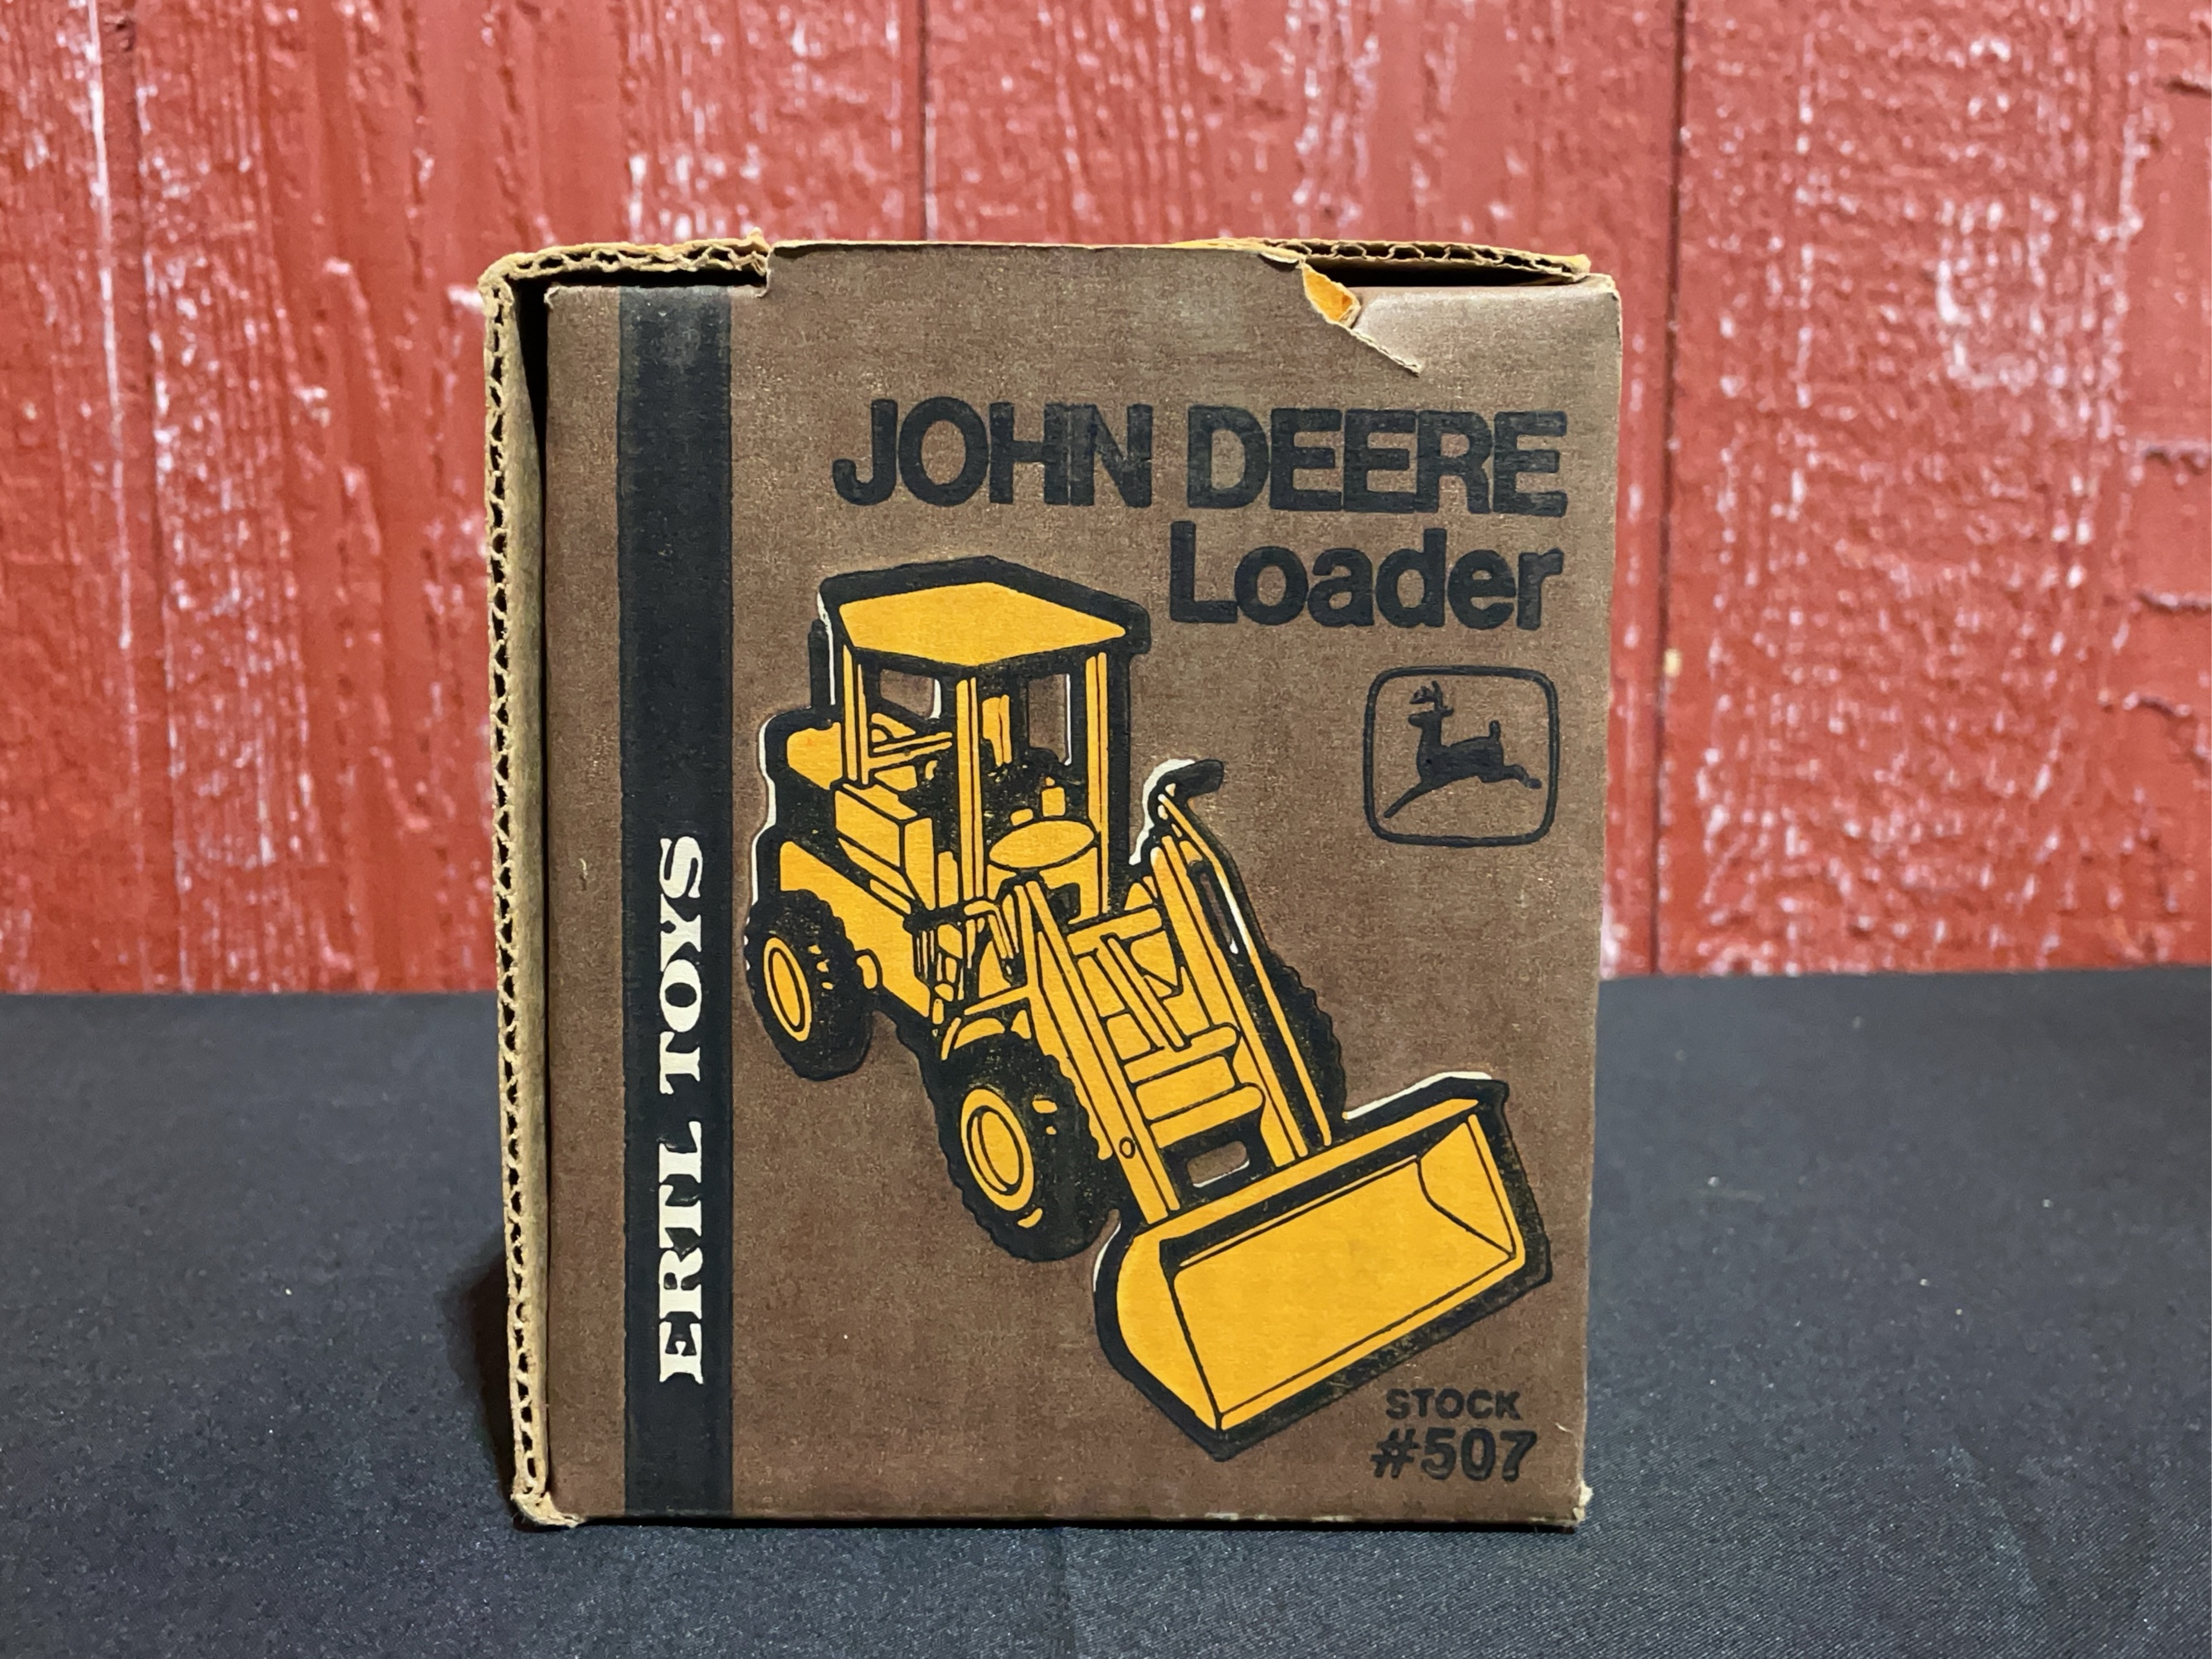 JOHN DEERE
Loader
ERTL TOYS
STOCK
#507